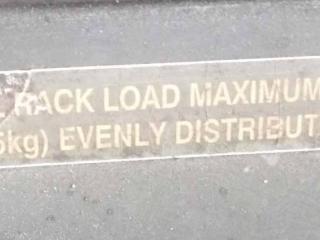 RACK LOAD MAXIMUM
5kg) EVENLY DISTRIBUT